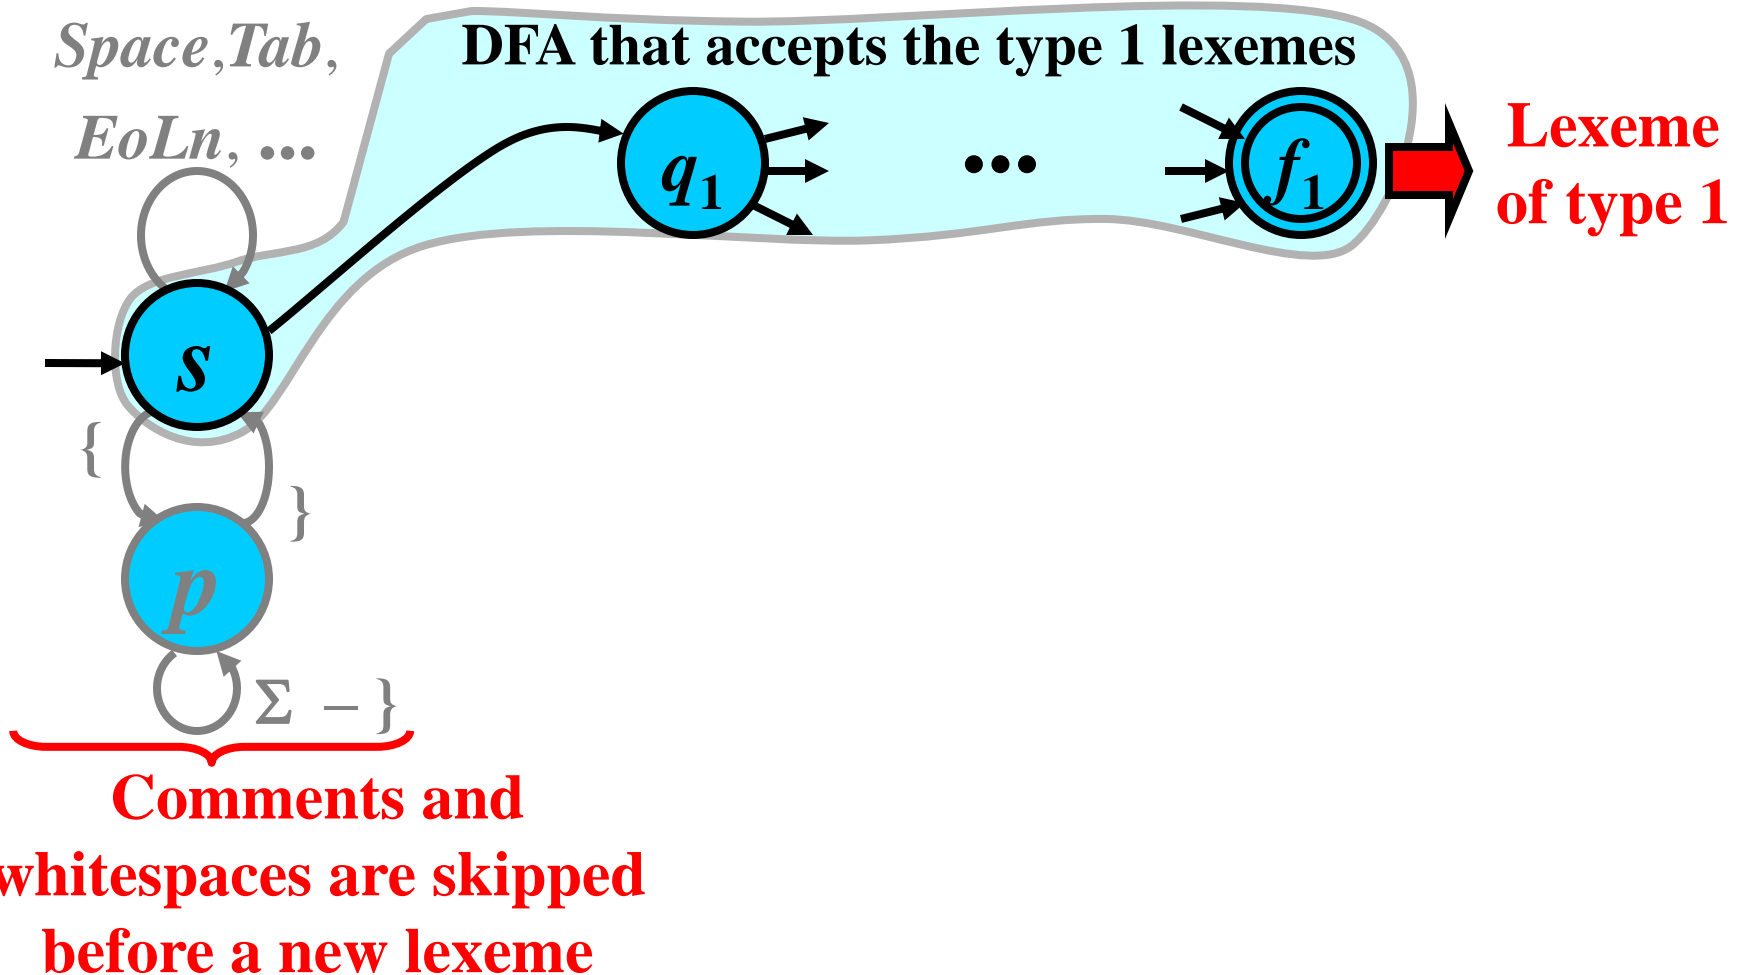 Space, Tab,
EoLn, ...
DFA that accepts the type 1 lexemes
q1
...
f1
Lexeme
of type 1
s
{
}
p
Σ – }
Comments and
whitespaces are skipped
before a new lexeme